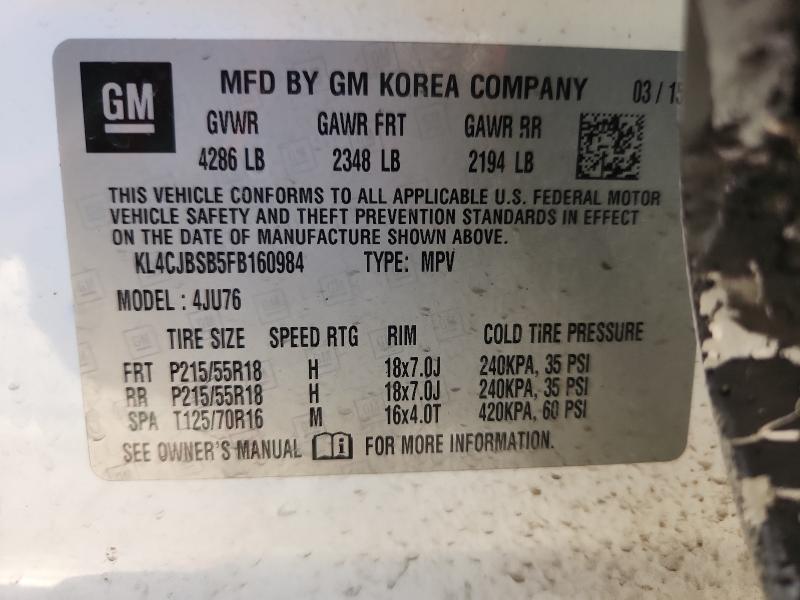 GM
MFD BY GM KOREA COMPANY 03/15
GVWR GAWR FRT GAWR RR
4286 LB 2348 LB 2194 LB
THIS VEHICLE CONFORMS TO ALL APPLICABLE U.S. FEDERAL MOTOR
VEHICLE SAFETY AND THEFT PREVENTION STANDARDS IN EFFECT
ON THE DATE OF MANUFACTURE SHOWN ABOVE.
KL4CJBSB5FB160984 TYPE: MPV
MODEL : 4JU76
TIRE SIZE SPEED RTG RIM COLD TIRE PRESSURE
FRT P215/55R18 H 18x7.0J 240KPA, 35 PSI
RR P215/55R18 H 18x7.0J 240KPA, 35 PSI
SPA T125/70R16 M 16x4.0T 420KPA, 60 PSI
SEE OWNER'S MANUAL FOR MORE INFORMATION.